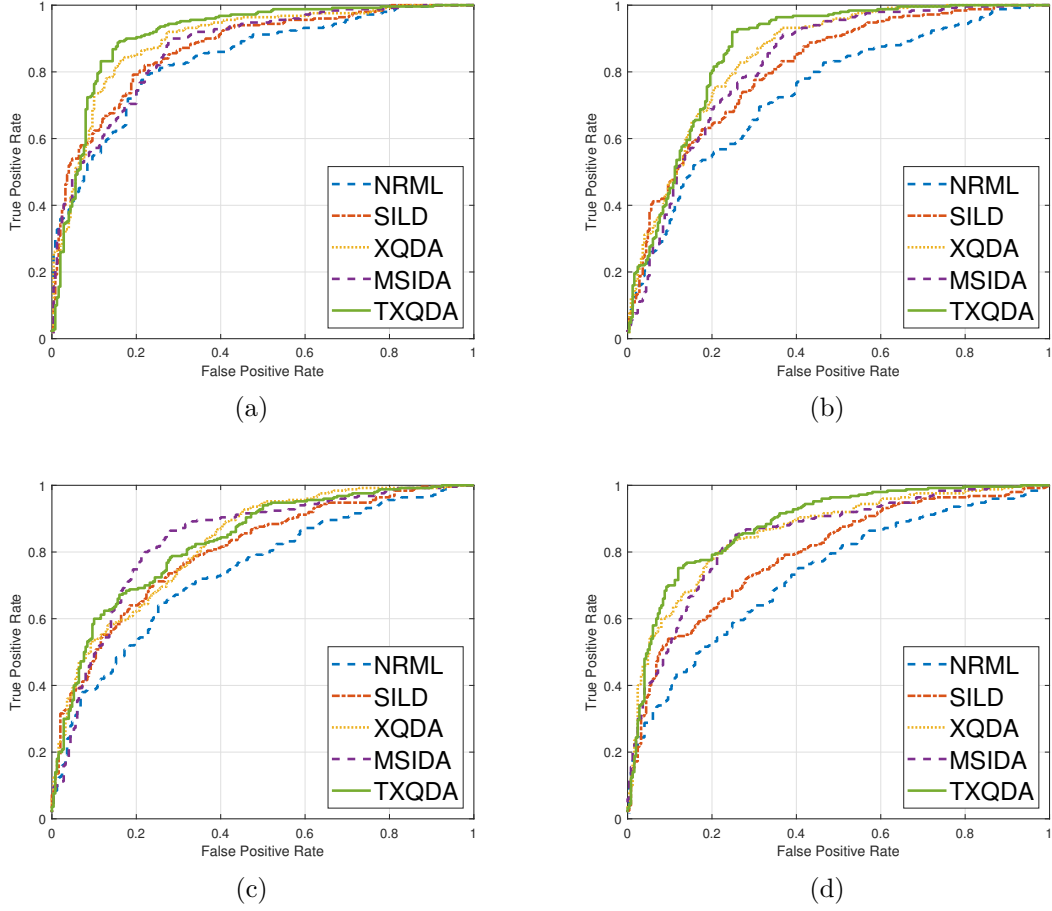 1
0.8
0.6
0.4
0.2
0
True Positive Rate
NRML
SILD
XQDA
MSIDA
TXQDA
0 0.2 0.4 0.6 0.8 1
False Positive Rate
(a)
1
0.8
0.6
0.4
0.2
0
True Positive Rate
NRML
SILD
XQDA
MSIDA
TXQDA
0 0.2 0.4 0.6 0.8 1
False Positive Rate
(b)
1
0.8
0.6
0.4
0.2
0
True Positive Rate
NRML
SILD
XQDA
MSIDA
TXQDA
0 0.2 0.4 0.6 0.8 1
False Positive Rate
(c)
1
0.8
0.6
0.4
0.2
0
True Positive Rate
NRML
SILD
XQDA
MSIDA
TXQDA
0 0.2 0.4 0.6 0.8 1
False Positive Rate
(d)